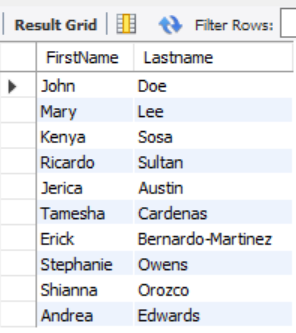 Result Grid Filter Rows:
FirstName Lastname
John Doe
Mary Lee
Kenya Sosa
Ricardo Sultan
Jerica Austin
Tamesha Cardenas
Erick Bernardo-Martinez
Stephanie Owens
Shianna Orozco
Andrea Edwards